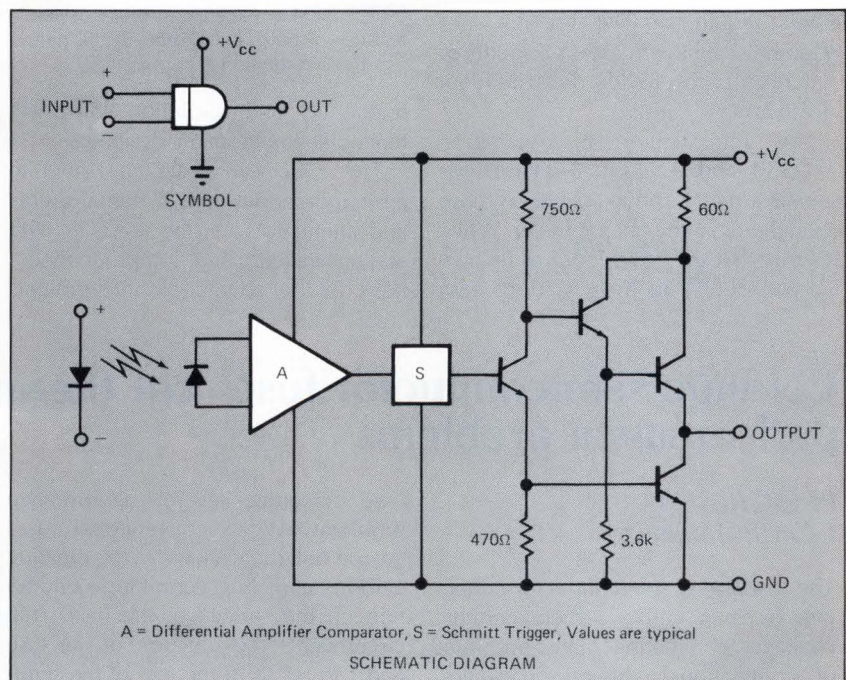 +Vcc
+
INPUT
OUT
−
SYMBOL
+Vcc
750Ω
60Ω
+
A
S
−
OUTPUT
470Ω
3.6k
GND
A = Differential Amplifier Comparator, S = Schmitt Trigger, Values are typical
SCHEMATIC DIAGRAM